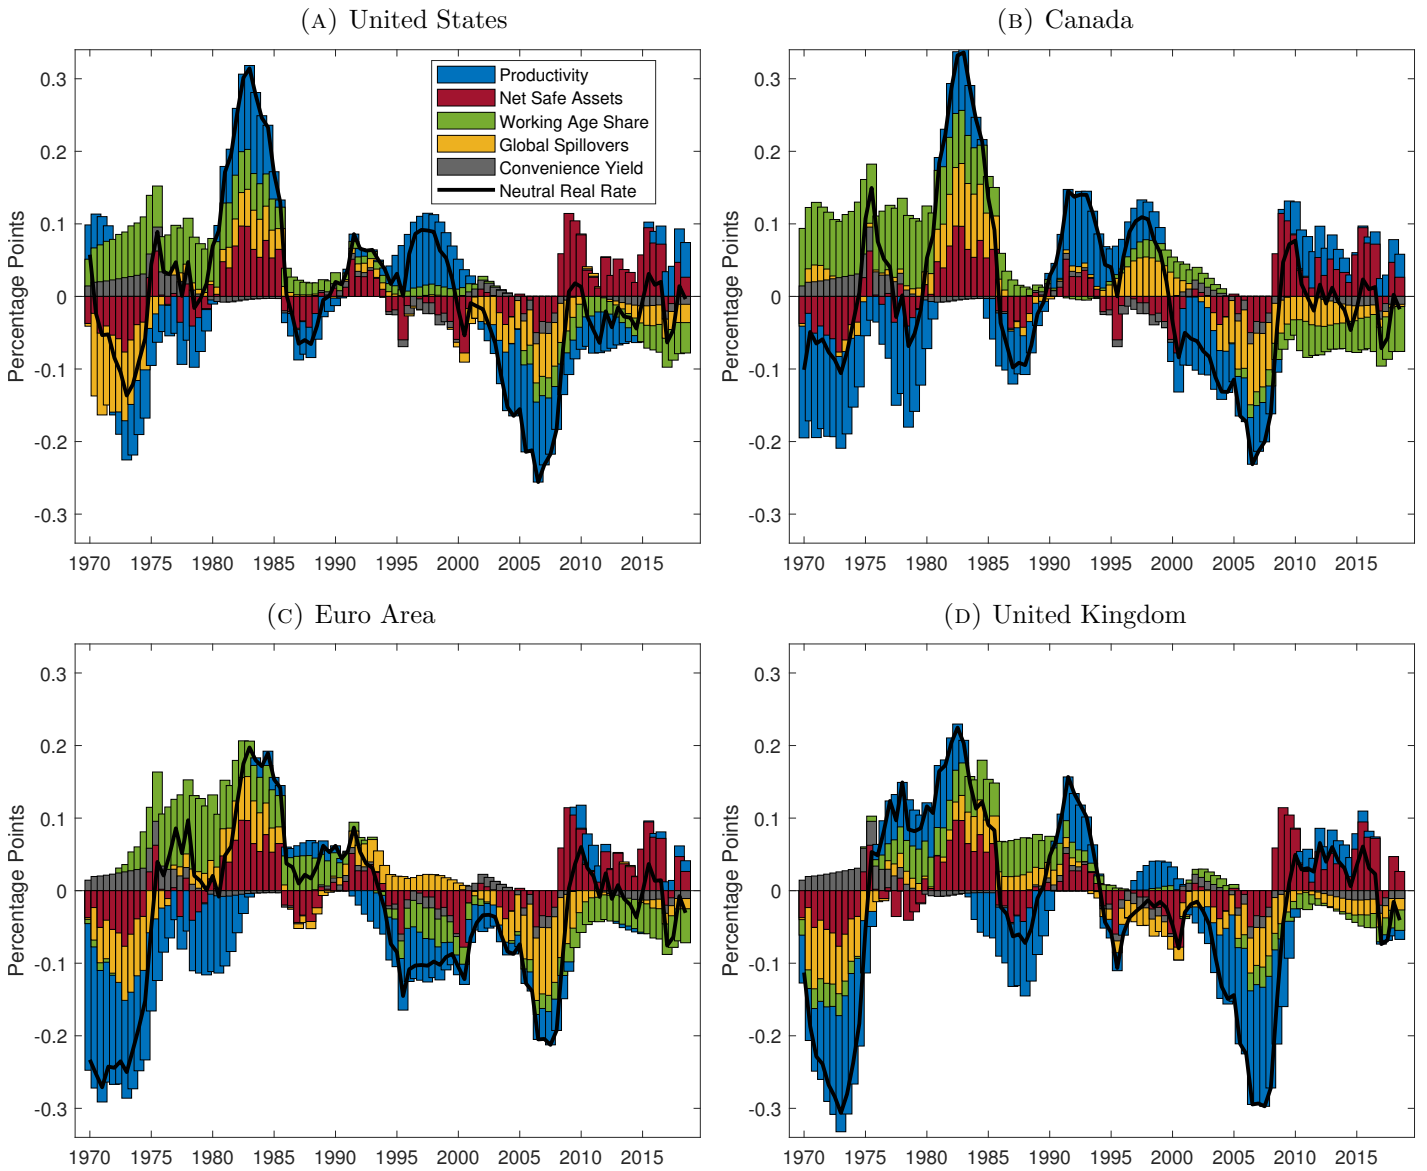 (A) United States
Productivity
Net Safe Assets
Working Age Share
Global Spillovers
Convenience Yield
Neutral Real Rate
Percentage Points
0.3
0.2
0.1
0
-0.1
-0.2
-0.3
1970 1975 1980 1985 1990 1995 2000 2005 2010 2015
(B) Canada
Percentage Points
0.3
0.2
0.1
0
-0.1
-0.2
-0.3
1970 1975 1980 1985 1990 1995 2000 2005 2010 2015
(C) Euro Area
Percentage Points
0.3
0.2
0.1
0
-0.1
-0.2
-0.3
1970 1975 1980 1985 1990 1995 2000 2005 2010 2015
(D) United Kingdom
Percentage Points
0.3
0.2
0.1
0
-0.1
-0.2
-0.3
1970 1975 1980 1985 1990 1995 2000 2005 2010 2015